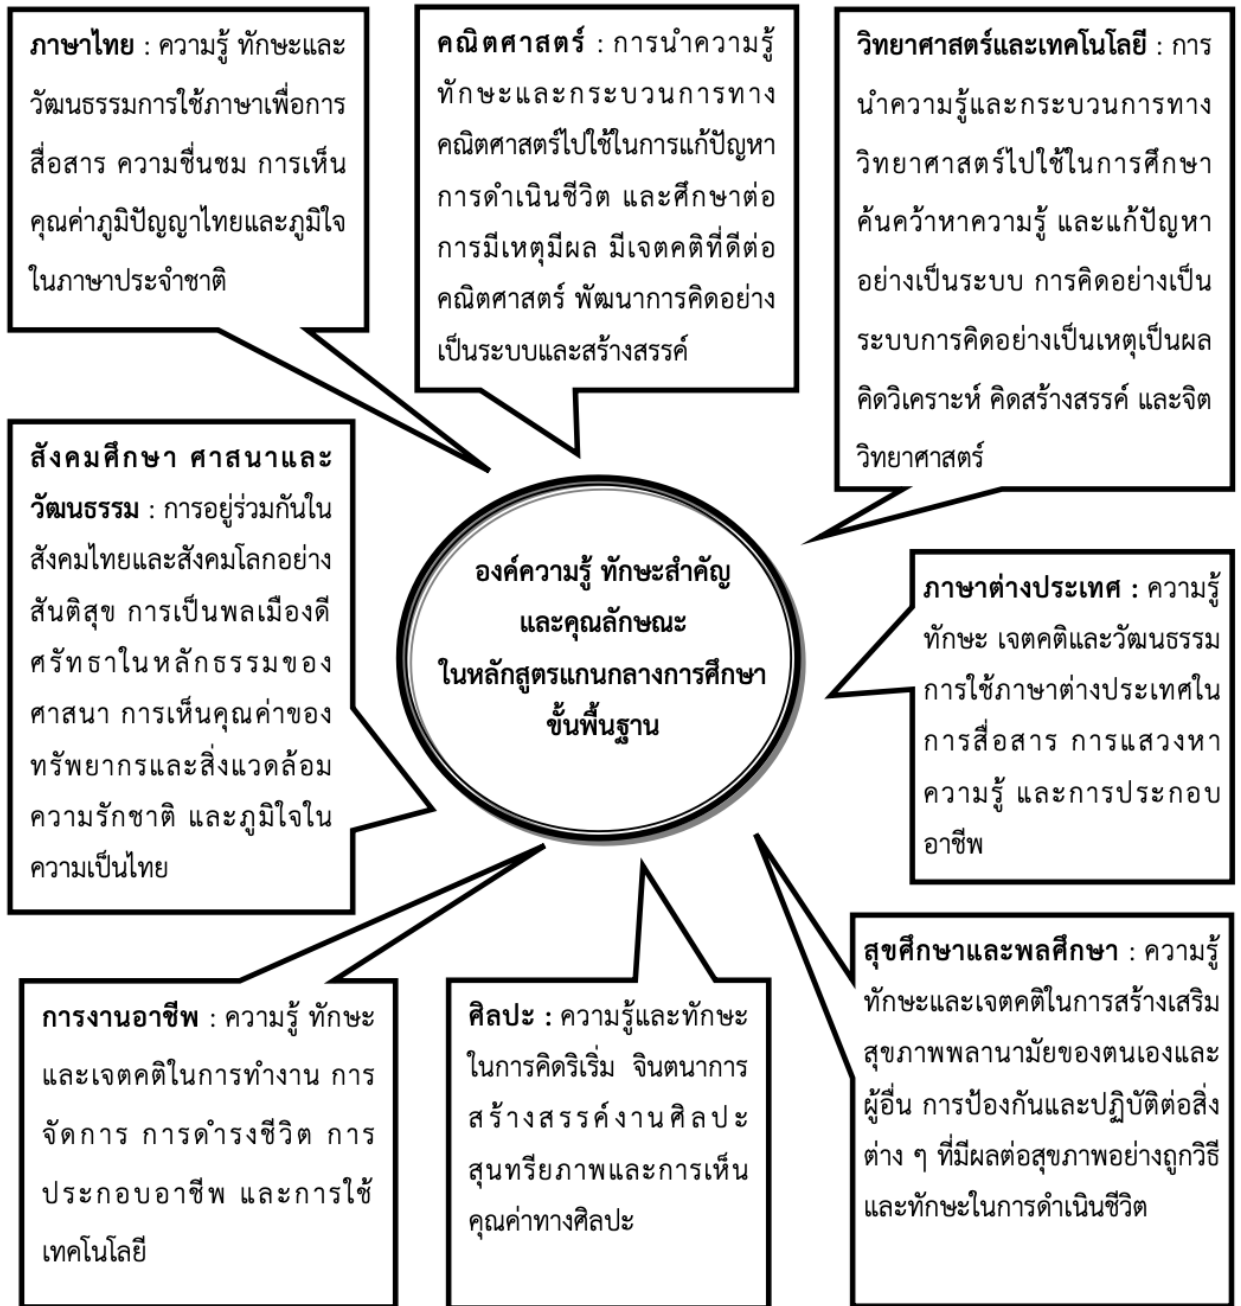 ภาษาไทย : ความรู้ ทักษะและ
วัฒนธรรมการใช้ภาษาเพื่อการ
สื่อสาร ความชื่นชม การเห็น
คุณค่าภูมิปัญญาไทยและภูมิใจ
ในภาษาประจำชาติ
คณิตศาสตร์ : การนำความรู้
ทักษะและกระบวนการทาง
คณิตศาสตร์ไปใช้ในการแก้ปัญหา
การดำเนินชีวิต และศึกษาต่อ
การมีเหตุมีผล มีเจตคติที่ดีต่อ
คณิตศาสตร์ พัฒนาการคิดอย่าง
เป็นระบบและสร้างสรรค์
วิทยาศาสตร์และเทคโนโลยี : การ
นำความรู้และกระบวนการทาง
วิทยาศาสตร์ไปใช้ในการศึกษา
ค้นคว้าหาความรู้ และแก้ปัญหา
อย่างเป็นระบบ การคิดอย่างเป็น
ระบบการคิดอย่างเป็นเหตุเป็นผล
คิดวิเคราะห์ คิดสร้างสรรค์ และจิต
วิทยาศาสตร์
สังคมศึกษา ศาสนาและ
วัฒนธรรม : การอยู่ร่วมกันใน
สังคมไทยและสังคมโลกอย่าง
สันติสุข การเป็นพลเมืองดี
ศรัทธาในหลักธรรมของ
ศาสนา การเห็นคุณค่าของ
ทรัพยากรและสิ่งแวดล้อม
ความรักชาติ และภูมิใจใน
ความเป็นไทย
องค์ความรู้ ทักษะสำคัญ
และคุณลักษณะ
ในหลักสูตรแกนกลางการศึกษา
ขั้นพื้นฐาน
ภาษาต่างประเทศ : ความรู้
ทักษะ เจตคติและวัฒนธรรม
การใช้ภาษาต่างประเทศใน
การสื่อสาร การแสวงหา
ความรู้ และการประกอบ
อาชีพ
การงานอาชีพ : ความรู้ ทักษะ
และเจตคติในการทำงาน การ
จัดการ การดำรงชีวิต การ
ประกอบอาชีพ และการใช้
เทคโนโลยี
ศิลปะ : ความรู้และทักษะ
ในการคิดริเริ่ม จินตนาการ
สร้างสรรค์งานศิลปะ
สุนทรียภาพและการเห็น
คุณค่าทางศิลปะ
สุขศึกษาและพลศึกษา : ความรู้
ทักษะและเจตคติในการสร้างเสริม
สุขภาพพลานามัยของตนเองและ
ผู้อื่น การป้องกันและปฏิบัติต่อสิ่ง
ต่าง ๆ ที่มีผลต่อสุขภาพอย่างถูกวิธี
และทักษะในการดำเนินชีวิต